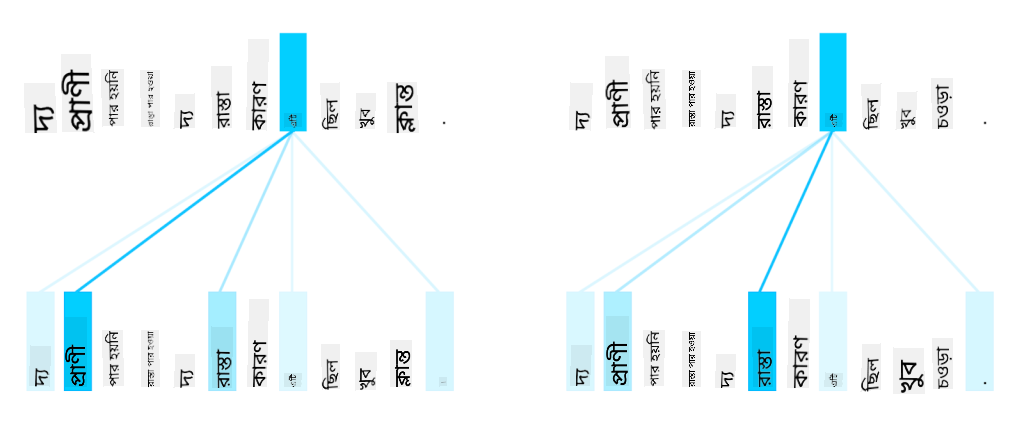 দ্য প্রাণী পার হয়নি রাস্তা পার হওয়া দ্য রাস্তা কারণ এটি ছিল খুব ক্লান্ত .
দ্য প্রাণী পার হয়নি রাস্তা পার হওয়া দ্য রাস্তা কারণ এটি ছিল খুব ক্লান্ত
দ্য প্রাণী পার হয়নি রাস্তা পার হওয়া দ্য রাস্তা কারণ এটি ছিল খুব চওড়া .
দ্য প্রাণী পার হয়নি রাস্তা পার হওয়া দ্য রাস্তা কারণ এটি ছিল খুব চওড়া .